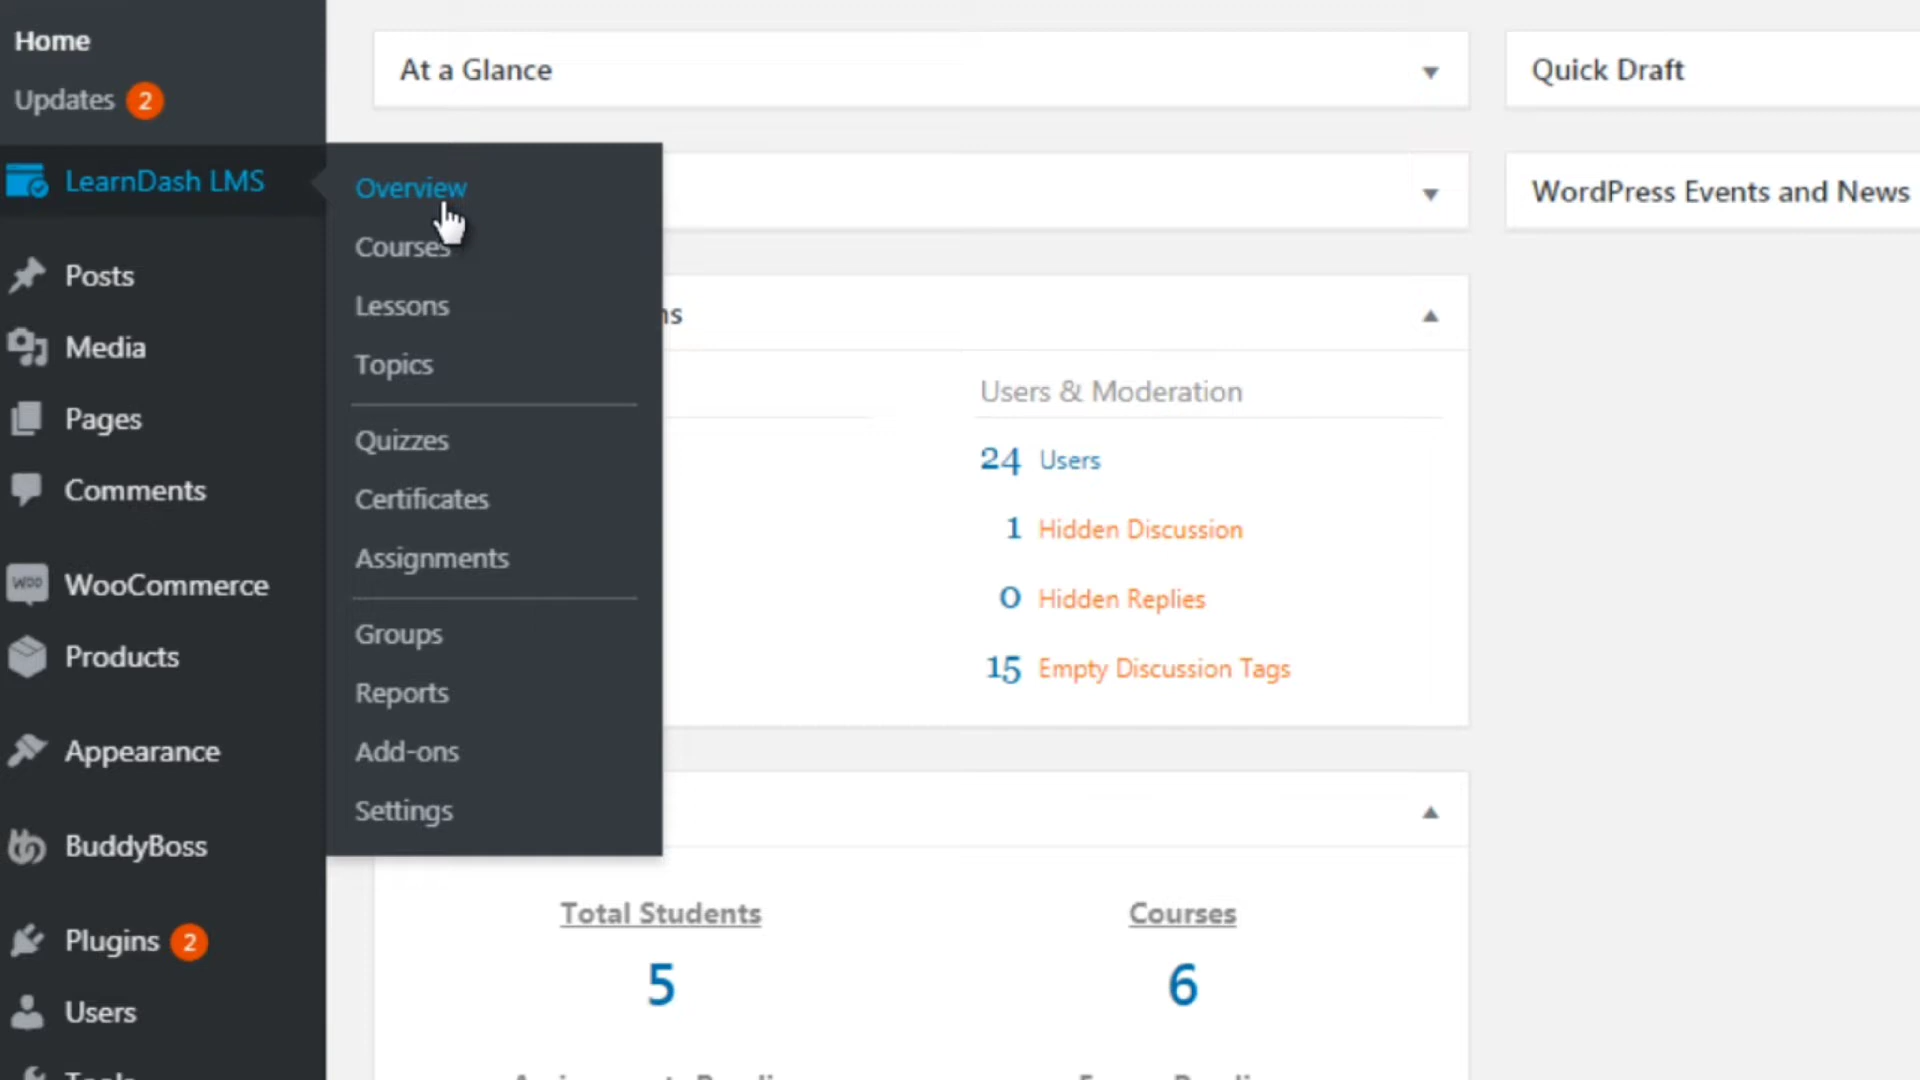 Home
Updates 2
LearnDash LMS
Posts
Media
Pages
Comments
WOO WooCommerce
Products
Appearance
BuddyBoss
Plugins 2
Users
Overview
Courses
Lessons
Topics
Quizzes
Certificates
Assignments
Groups
Reports
Add-ons
Settings
At a Glance
Quick Draft
WordPress Events and News
Users & Moderation
24 Users
1 Hidden Discussion
0 Hidden Replies
15 Empty Discussion Tags
Total Students
5
Courses
6